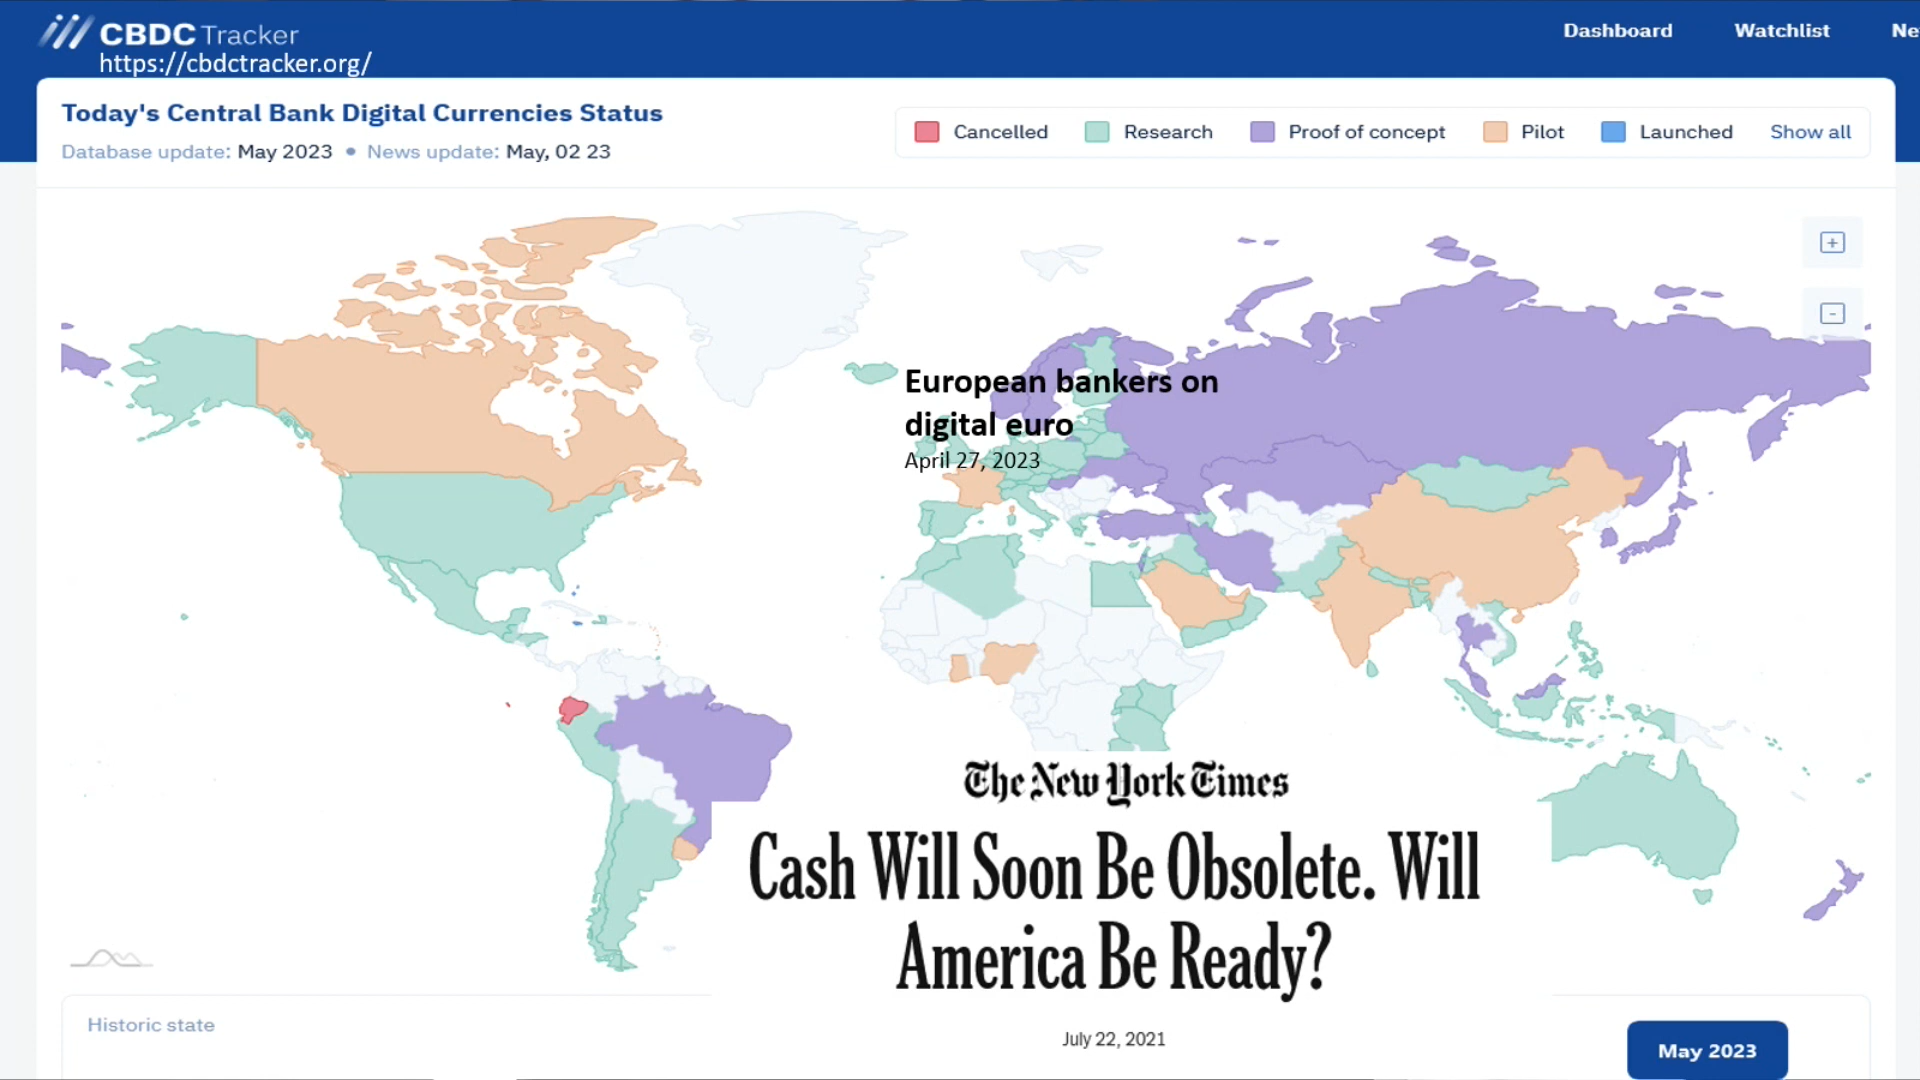 CBDC Tracker
https://cbdctracker.org/
Dashboard
Watchlist
Ne
Today's Central Bank Digital Currencies Status
Database update: May 2023 • News update: May, 02 23
Cancelled
Research
Proof of concept
Pilot
Launched
Show all
+
-
European bankers on
digital euro
April 27, 2023
The New York Times
Cash Will Soon Be Obsolete. Will
America Be Ready?
July 22, 2021
Historic state
May 2023